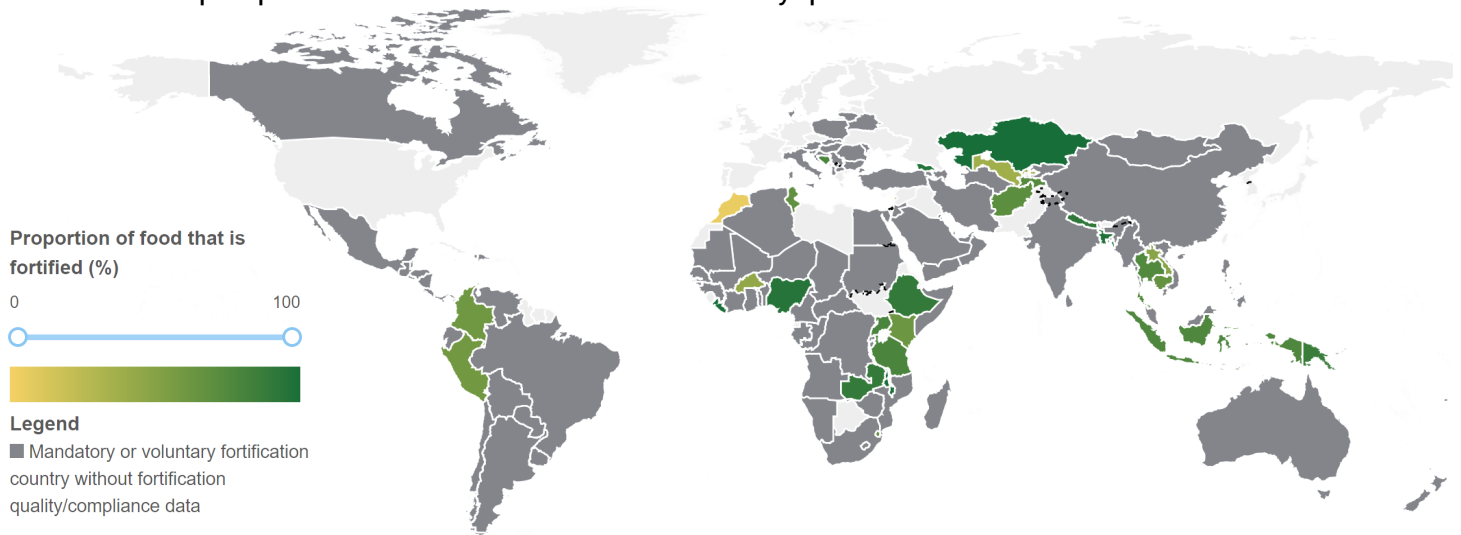 Proportion of food that is
fortified (%)
0 100
Legend
Mandatory or voluntary fortification
country without fortification
quality/compliance data